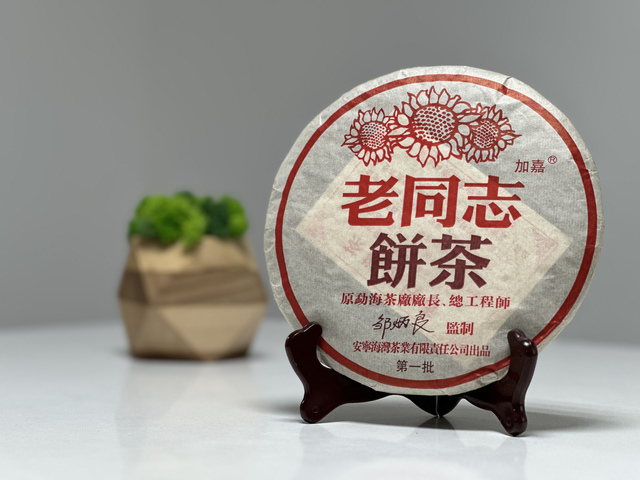 加嘉®
老同志
餅茶
原勐海茶廠廠長、總工程師
邹炳良 監制
安寧海灣茶業有限責任公司出品
第一批